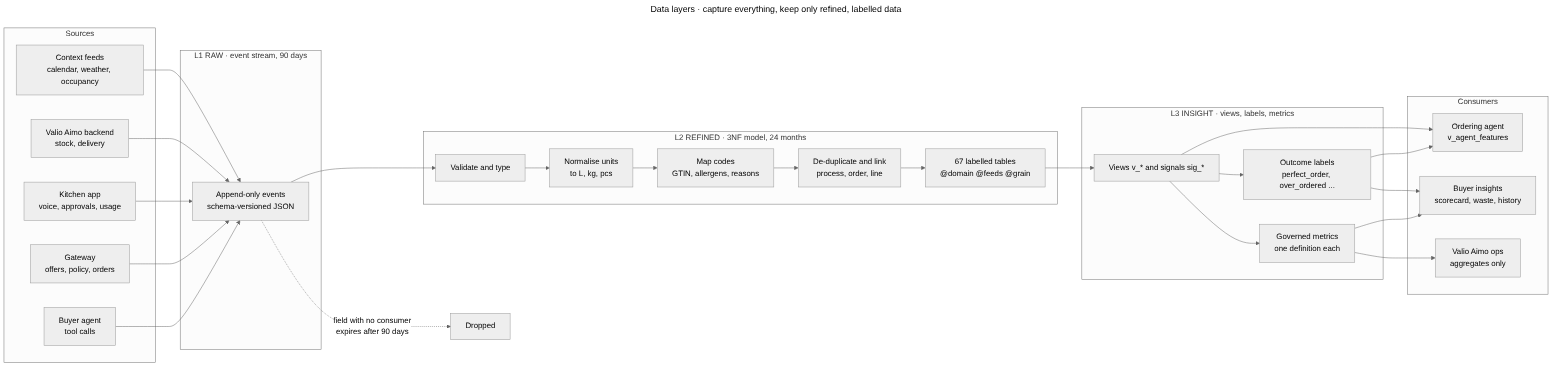 Data layers · capture everything, keep only refined, labelled data
Sources
Context feeds
calendar, weather,
occupancy
Valio Aimo backend
stock, delivery
Kitchen app
voice, approvals, usage
Gateway
offers, policy, orders
Buyer agent
tool calls
L1 RAW · event stream, 90 days
Append-only events
schema-versioned JSON
field with no consumer
expires after 90 days
Dropped
L2 REFINED · 3NF model, 24 months
Validate and type
Normalise units
to L, kg, pcs
Map codes
GTIN, allergens, reasons
De-duplicate and link
process, order, line
67 labelled tables
@domain @feeds @grain
L3 INSIGHT · views, labels, metrics
Views v_* and signals sig_*
Outcome labels
perfect_order,
over_ordered ...
Governed metrics
one definition each
Consumers
Ordering agent
v_agent_features
Buyer insights
scorecard, waste, history
Valio Aimo ops
aggregates only